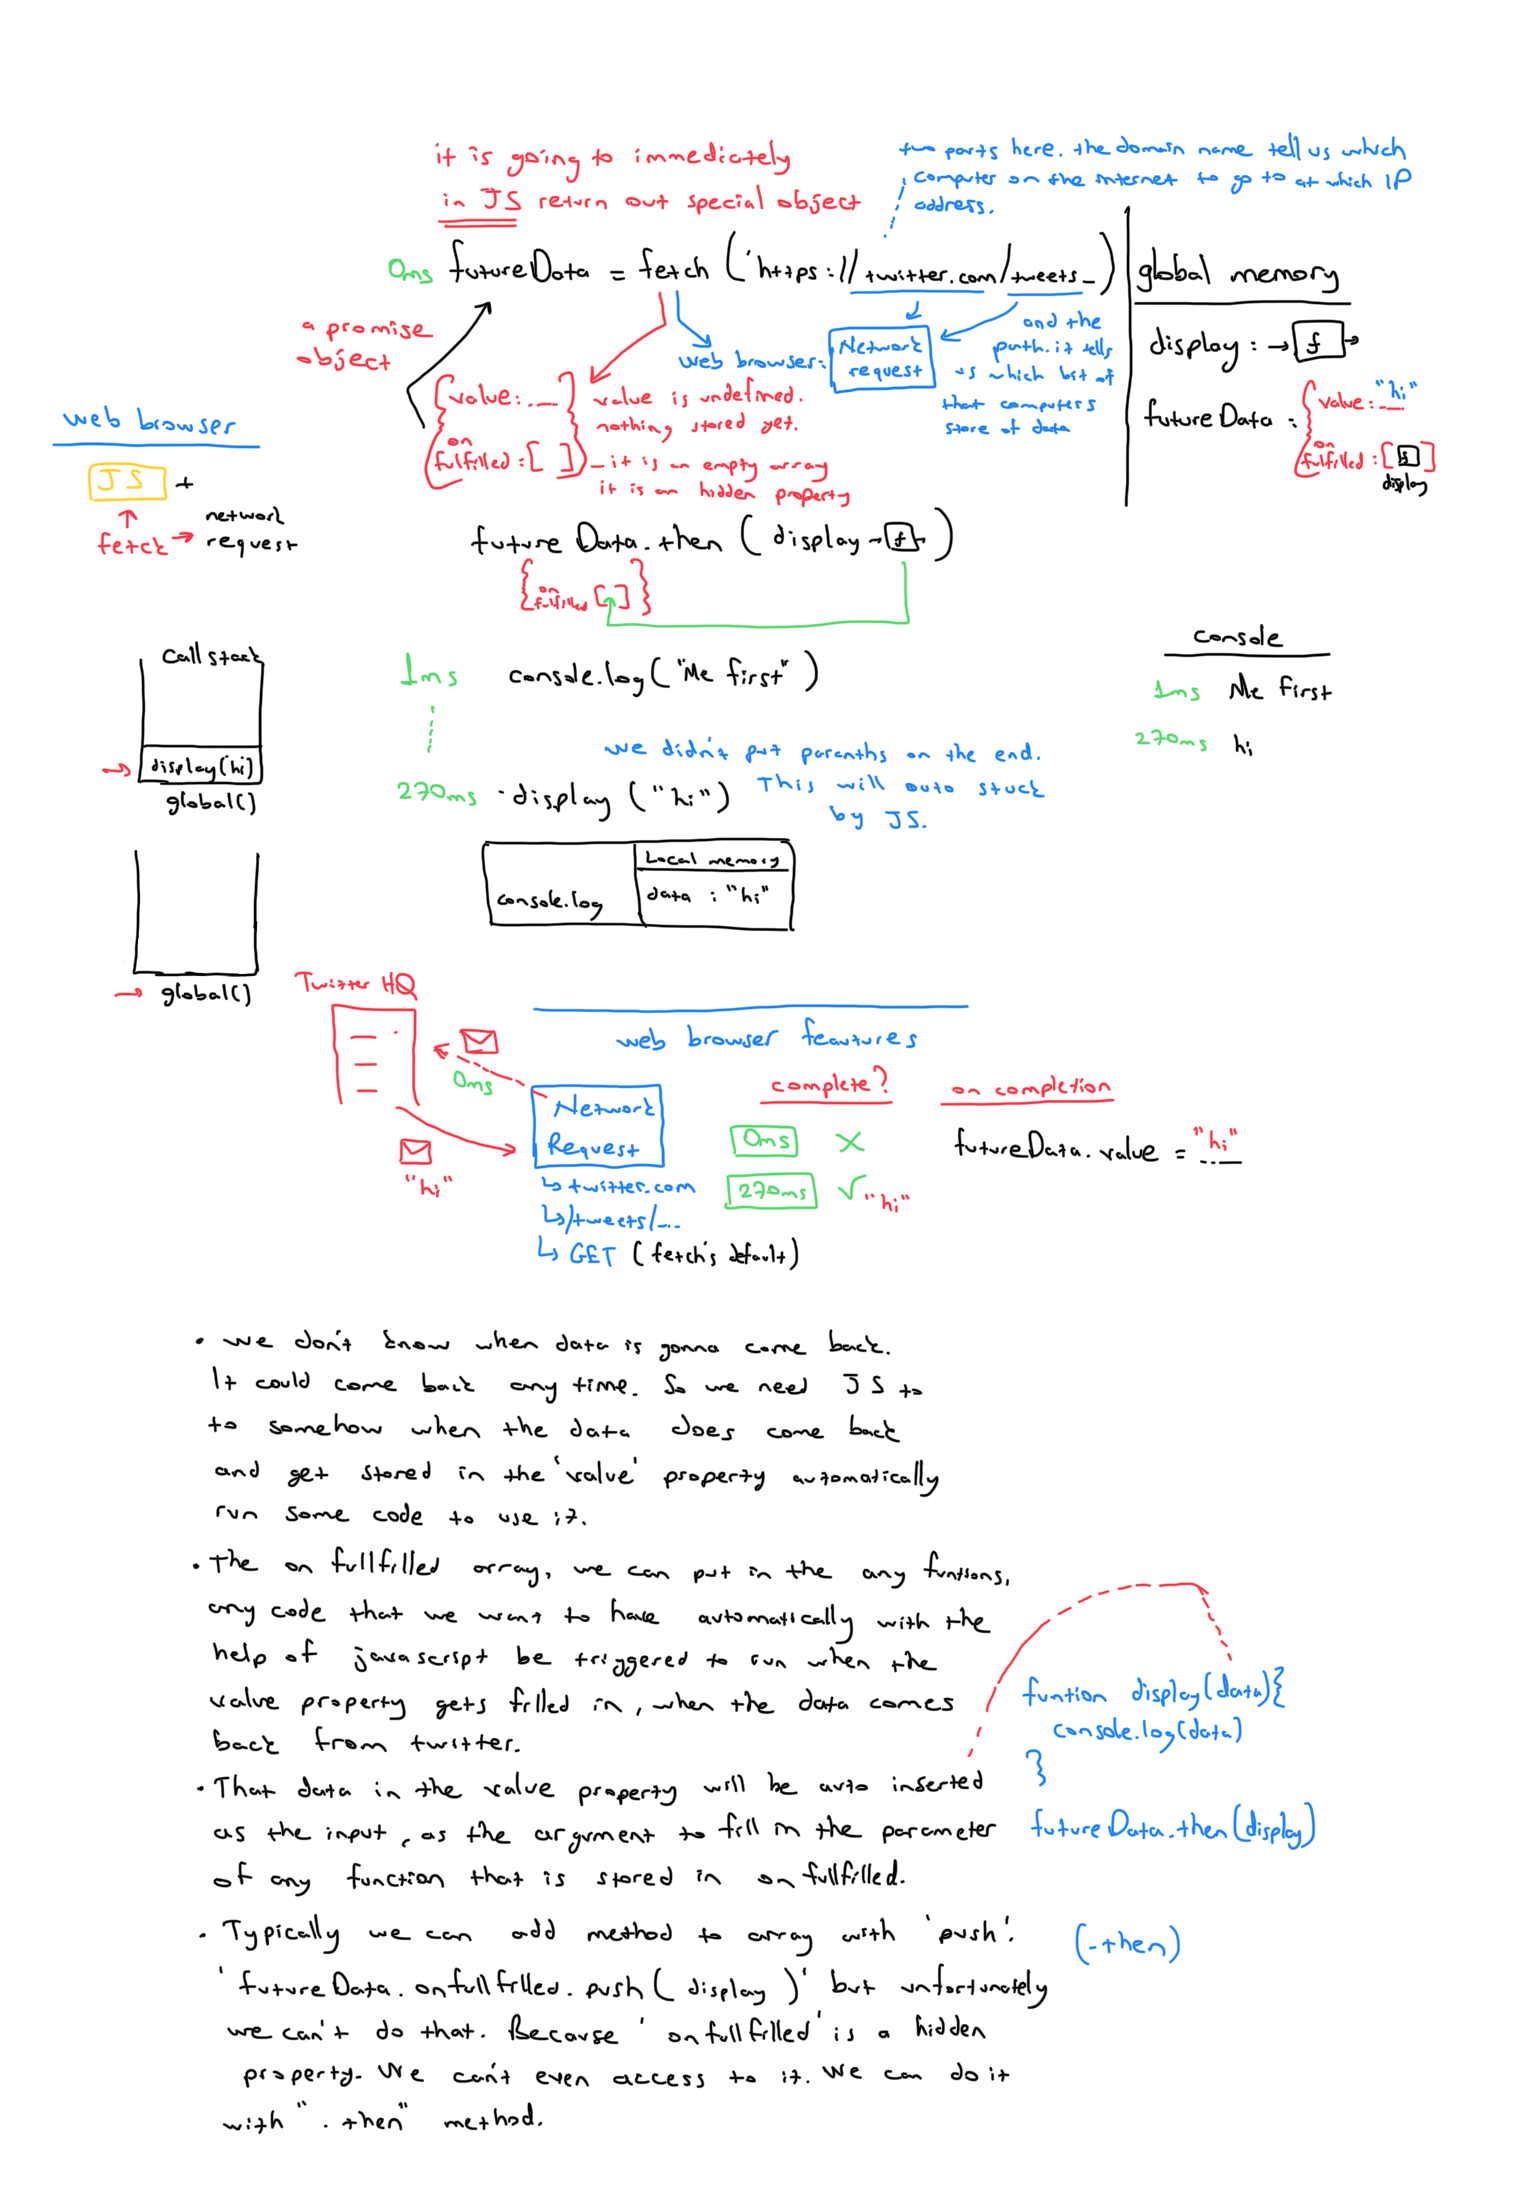 it is going to immediately
in JS return out special object
two parts here. the domain name tell us which
computer on the internet to go to at which IP
address.
0ms futureData = fetch ('https://twitter.com/tweets_)
global memory
a promise
object
web browser:
Network
request
and the
path. it tells
us which bit of
that computers
store of data
display : → f
{value: __
on
fulfilled : [ ]}
value is undefined.
nothing stored yet.
_ it is an empty array
it is an hidden property
futureData :
value: "hi"
on
fulfilled : [f]
display
web browser
JS +
fetch → network
request
futureData.then ( display - f )
{on
fulfilled [ ]}
Call stack
display(hi)
global()
1ms console.log("Me first")
console
1ms Me First
270ms hi
we didn't put paranths on the end.
This will auto stuck
by JS.
270ms display ("hi")
Local memory
console.log
data : "hi"
global()
Twitter HQ
web browser feautures
0ms
Network
Request
"hi"
↳ twitter.com
↳ /tweets/...
↳ GET (fetch's default)
complete?
0ms X
270ms ✓ "hi"
on completion
futureData.value = "hi"
• we don't know when data is gonna come back.
It could come back any time. So we need JS to
to somehow when the data does come back
and get stored in the 'value' property automatically
run some code to use it.
• The on fullfilled array, we can put in the any funtions,
any code that we want to have automatically with the
help of javascript be triggered to run when the
value property gets filled in, when the data comes
back from twitter.
• That data in the value property will be auto inserted
as the input, as the argument to fill in the parameter
of any function that is stored in onfullfilled.
funtion display(data){
console.log(data)
}
futureData.then(display)
• Typically we can add method to array with 'push'.
(-then)
'futureData.onfullfilled.push(display)' but unfortunately
we can't do that. Because 'onfullfilled' is a hidden
property. We can't even access to it. We can do it
with ".then" method.